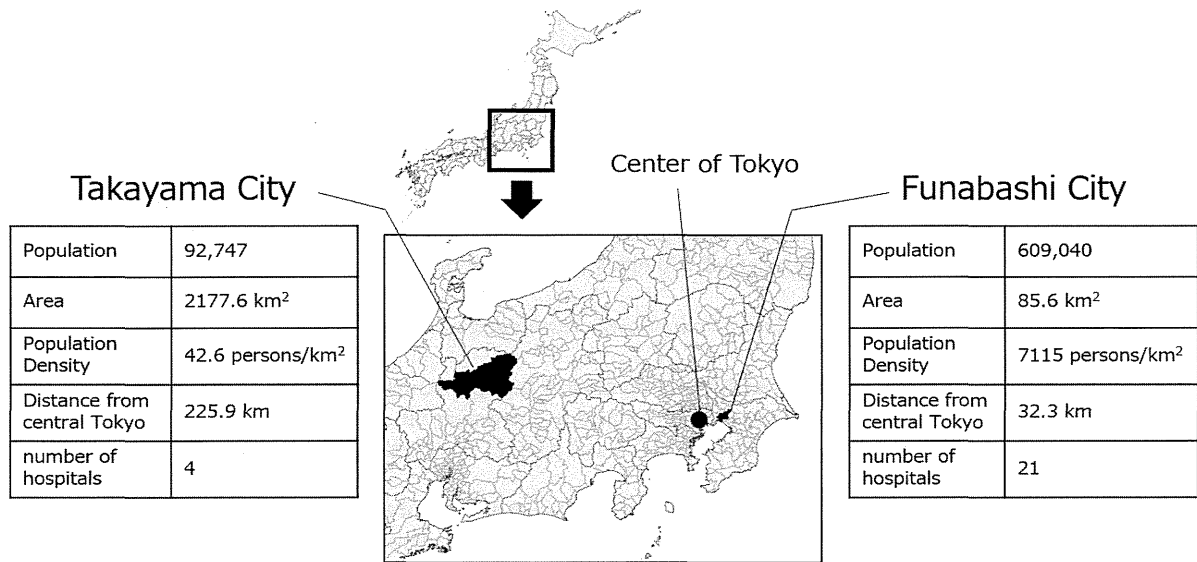 Center of Tokyo
Takayama City
Population 92,747
Area 2177.6 km²
Population
Density 42.6 persons/km²
Distance from
central Tokyo 225.9 km
number of
hospitals 4
Funabashi City
Population 609,040
Area 85.6 km²
Population
Density 7115 persons/km²
Distance from
central Tokyo 32.3 km
number of
hospitals 21